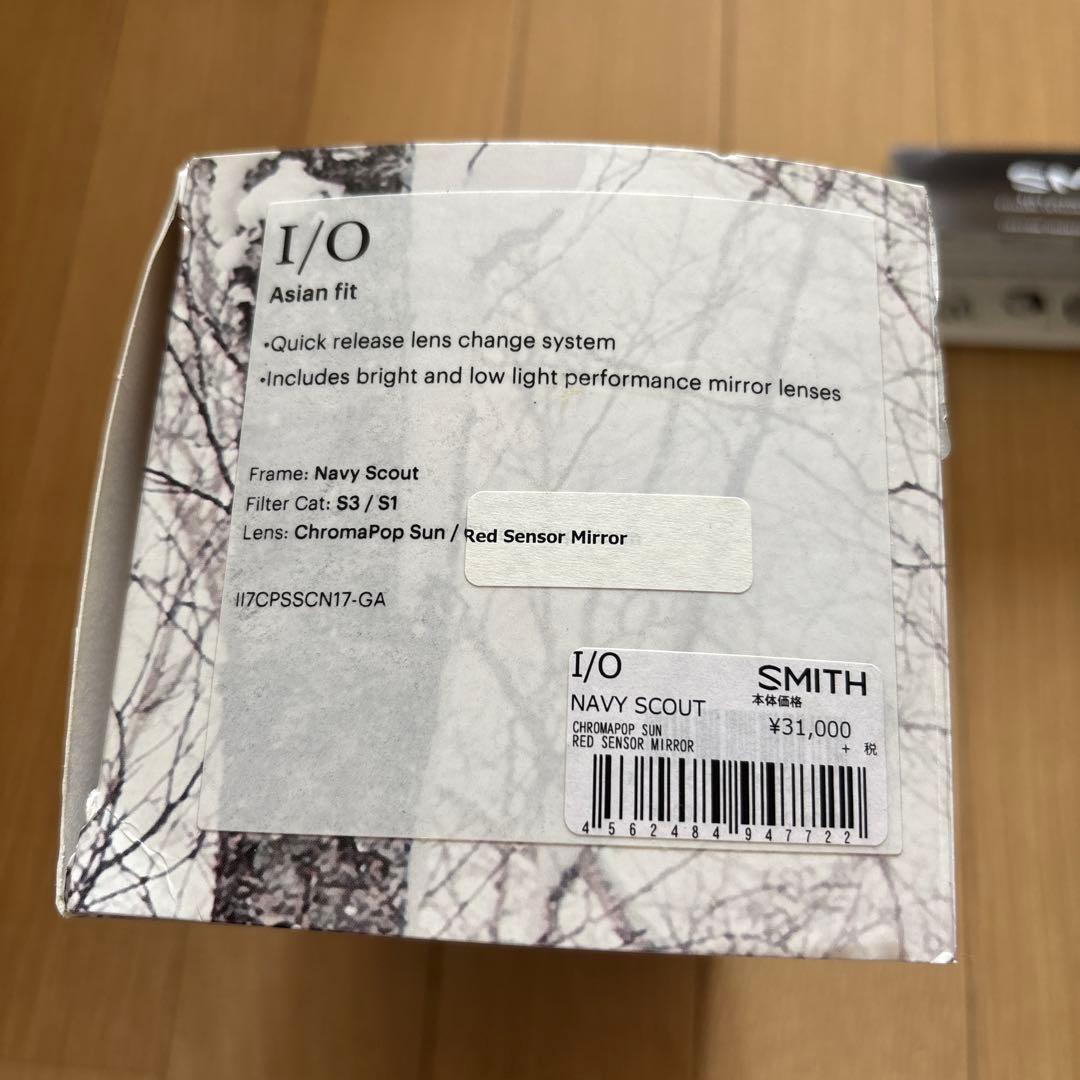 I/O
Asian fit
•Quick release lens change system
•Includes bright and low light performance mirror lenses
Frame: Navy Scout
Filter Cat: S3 / S1
Lens: ChromaPop Sun / Red Sensor Mirror
II7CPSSCN17-GA
I/O
SMITH
NAVY SCOUT
本体価格
¥31,000
CHROMAPOP SUN
RED SENSOR MIRROR
+ 税
4 562484 947722
SM